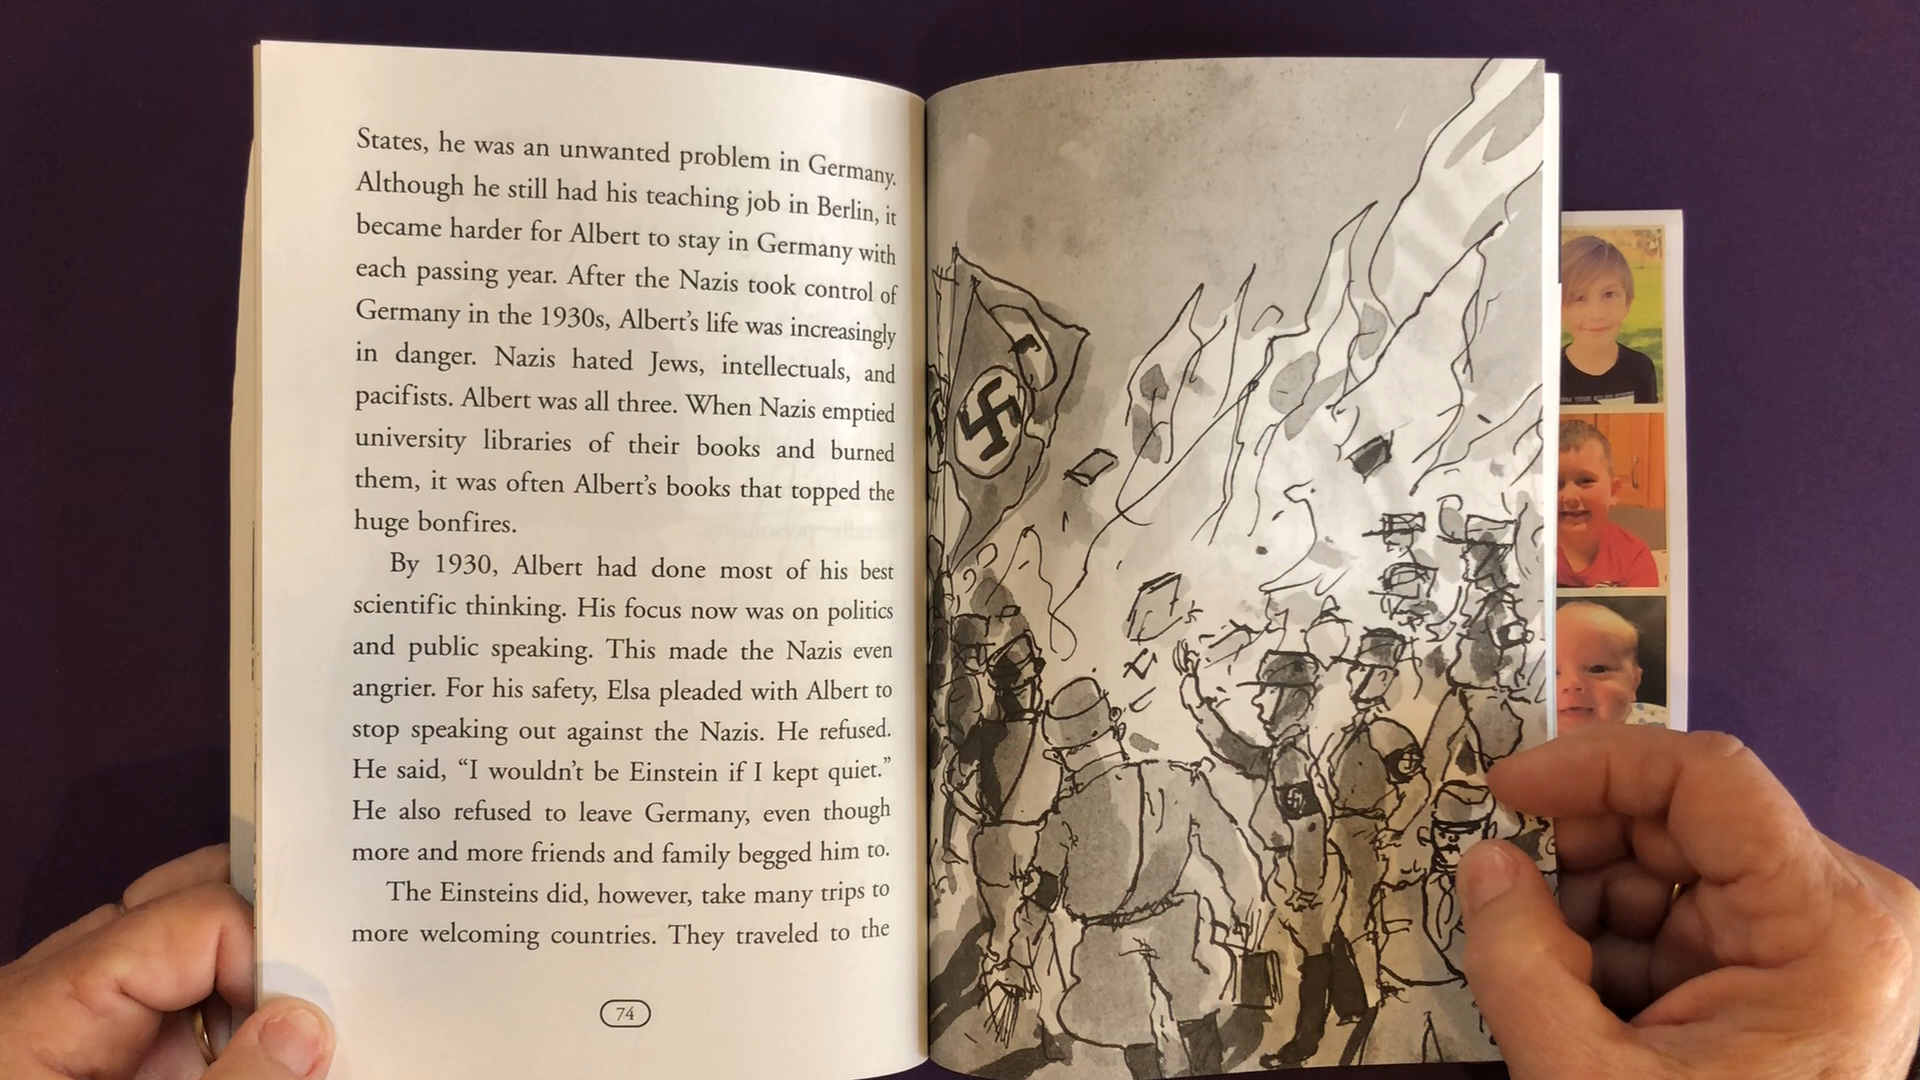 States, he was an unwanted problem in Germany.
Although he still had his teaching job in Berlin, it
became harder for Albert to stay in Germany with
each passing year. After the Nazis took control of
Germany in the 1930s, Albert's life was increasingly
in danger. Nazis hated Jews, intellectuals, and
pacifists. Albert was all three. When Nazis emptied
university libraries of their books and burned
them, it was often Albert's books that topped the
huge bonfires.
By 1930, Albert had done most of his best
scientific thinking. His focus now was on politics
and public speaking. This made the Nazis even
angrier. For his safety, Elsa pleaded with Albert to
stop speaking out against the Nazis. He refused.
He said, “I wouldn't be Einstein if I kept quiet.”
He also refused to leave Germany, even though
more and more friends and family begged him to.
The Einsteins did, however, take many trips to
more welcoming countries. They traveled to the
74